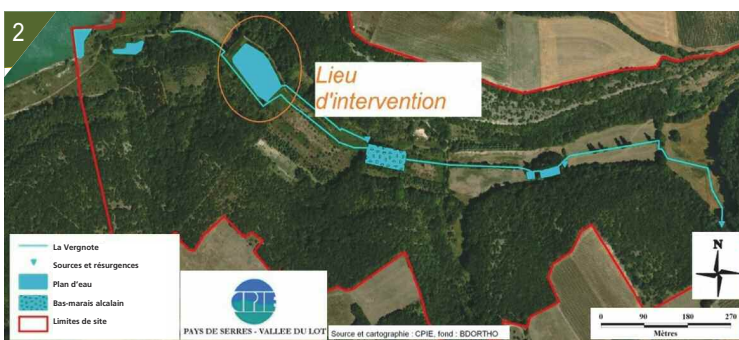 2
Lieu
d'intervention
La Vergnote
Sources et résurgences
Plan d'eau
Bas-marais alcalain
Limites de site
CPIE
PAYS DE SERRES - VALLEE DU LOT
Source et cartographie : CPIE, fond : BDORTHO
N
0 90 180 270
Mètres